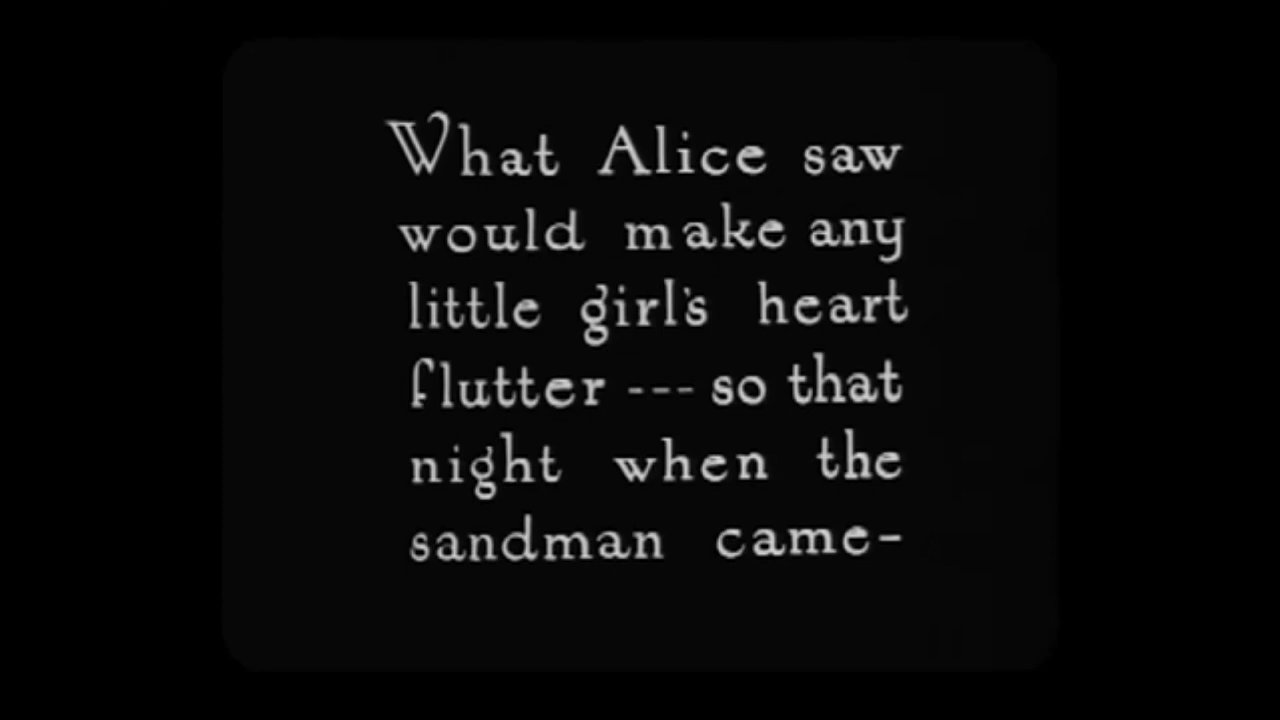 What Alice saw
would make any
little girl's heart
flutter --- so that
night when the
sandman came-